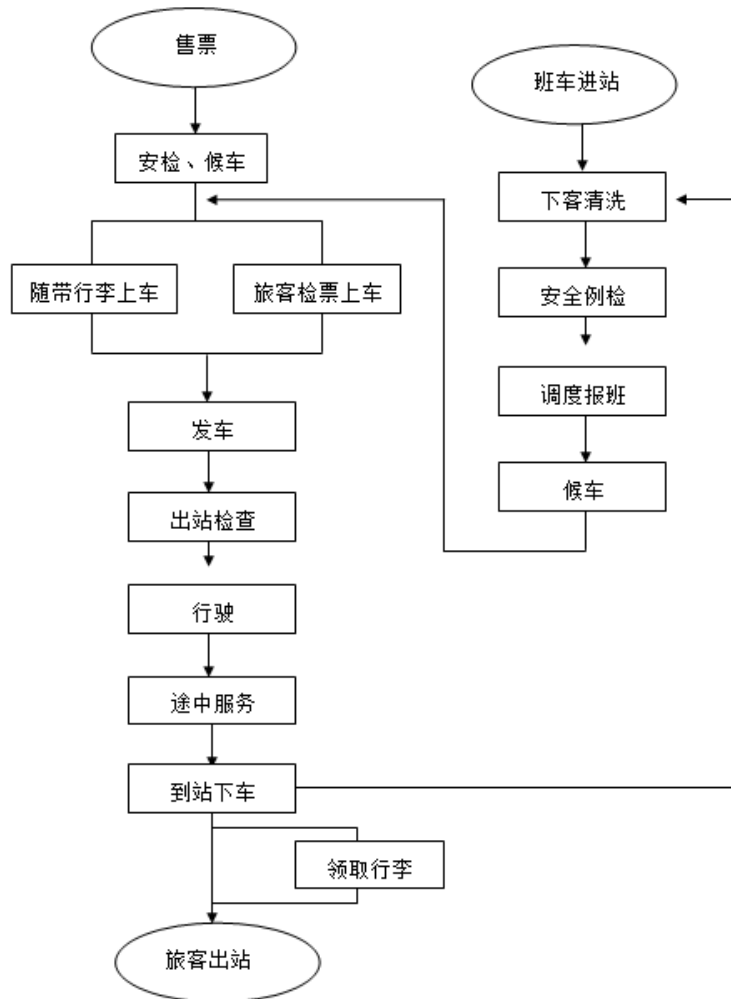 售票
安检、候车
随带行李上车
旅客检票上车
发车
出站检查
行驶
途中服务
到站下车
领取行李
旅客出站
班车进站
下客清洗
安全例检
调度报班
候车